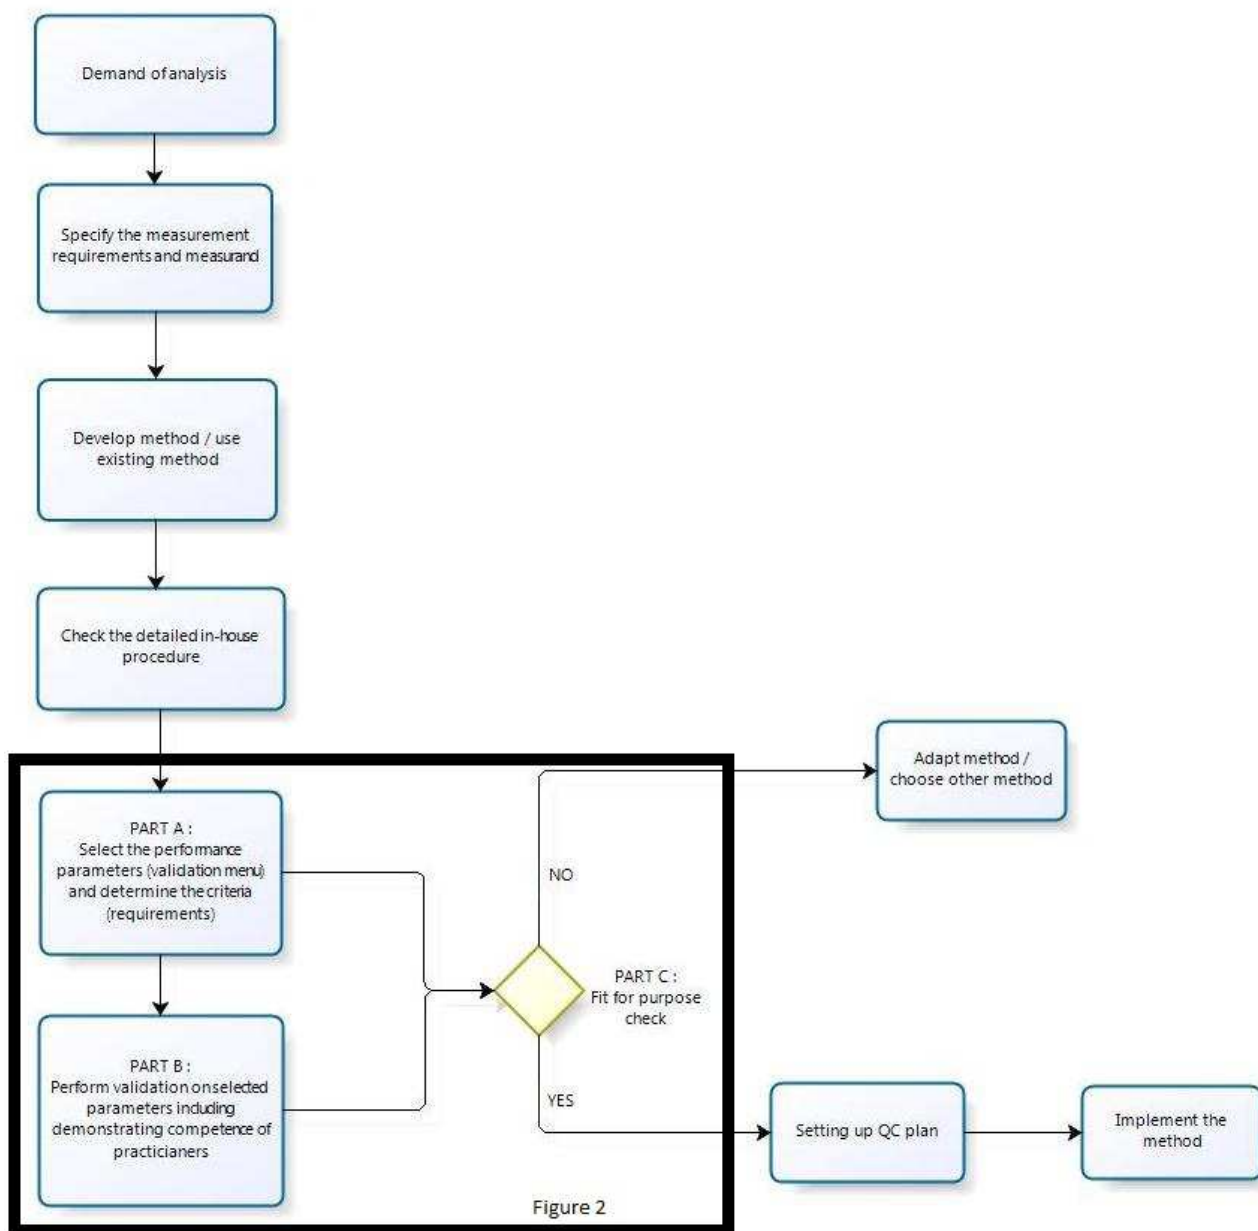 Demand of analysis
Specify the measurement
requirements and measurand
Develop method / use
existing method
Check the detailed in-house
procedure
Adapt method /
choose other method
PART A :
Select the performance
parameters (validation menu)
and determine the criteria
(requirements)
NO
PART C :
Fit for purpose
check
PART B :
Perform validation on selected
parameters including
demonstrating competence of
practicianers
YES
Setting up QC plan
Implement the
method
Figure 2